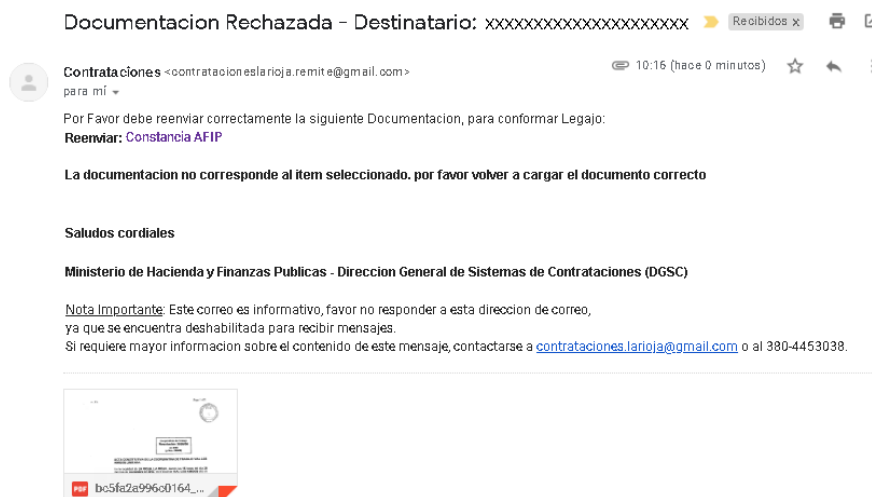 Documentacion Rechazada - Destinatario: xxxxxxxxxxxxxxxxxxxxx Recibidos x
Contrataciones <contratacioneslarioja.remite@gmail.com> 10:16 (hace 0 minutos)
para mí
Por Favor debe reenviar correctamente la siguiente Documentacion, para conformar Legajo:
Reenviar: Constancia AFIP
La documentacion no corresponde al item seleccionado. por favor volver a cargar el documento correcto
Saludos cordiales
Ministerio de Hacienda y Finanzas Publicas - Direccion General de Sistemas de Contrataciones (DGSC)
Nota Importante: Este correo es informativo, favor no responder a esta direccion de correo,
ya que se encuentra deshabilitada para recibir mensajes.
Si requiere mayor informacion sobre el contenido de este mensaje, contactarse a contrataciones.larioja@gmail.com o al 380-4453038.
PDF bc5fa2a996c0164_...